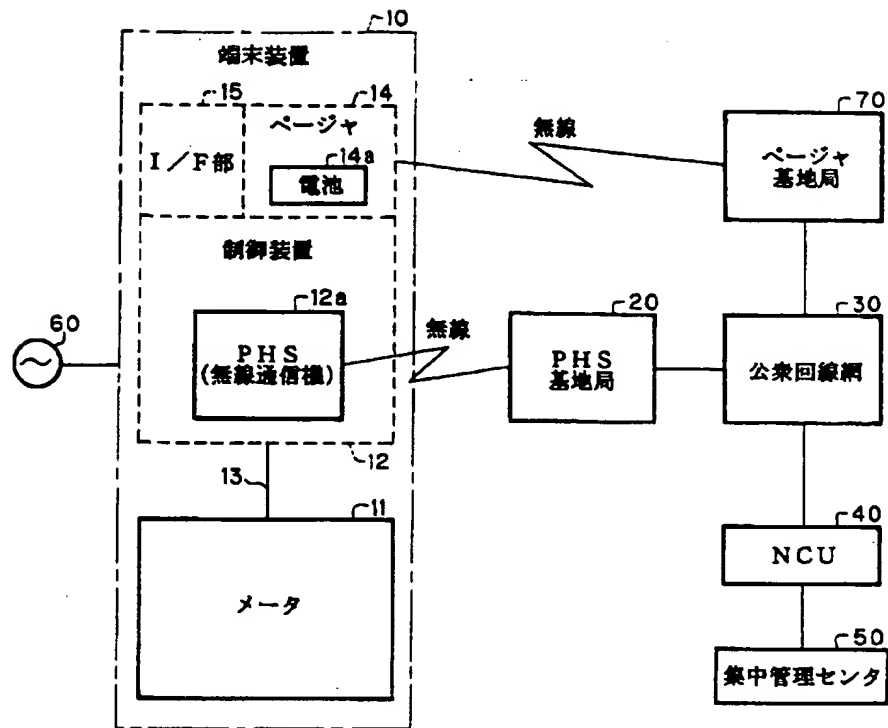 10
端末装置
15
14
ページャ
I/F部
14a
電池
無線
70
ページャ
基地局
制御装置
12a
PHS
(無線通信機)
無線
20
PHS
基地局
30
公衆回線網
60
12
13
11
メータ
40
NCU
50
集中管理センタ